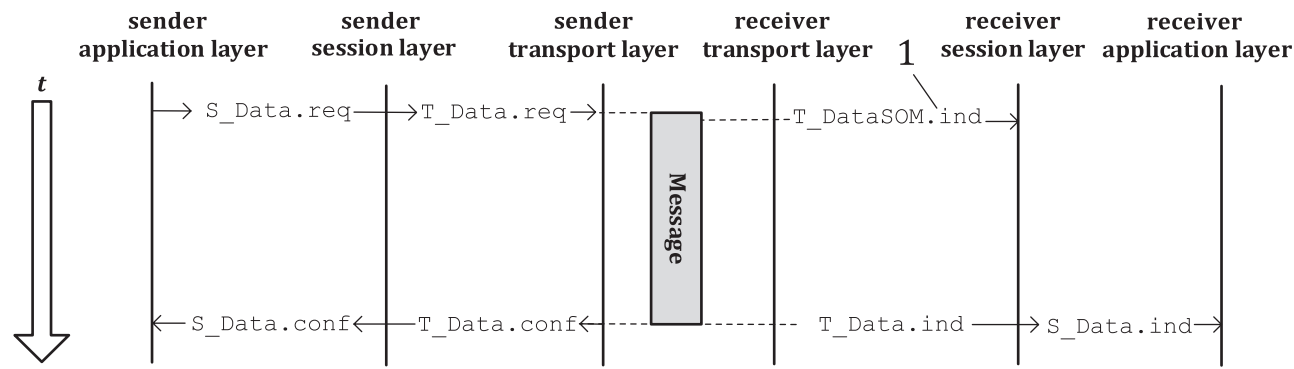 sender
application layer
sender
session layer
sender
transport layer
receiver
transport layer
receiver
session layer
receiver
application layer
1
t
S_Data.req
T_Data.req
T_DataSOM.ind
Message
S_Data.conf
T_Data.conf
T_Data.ind
S_Data.ind